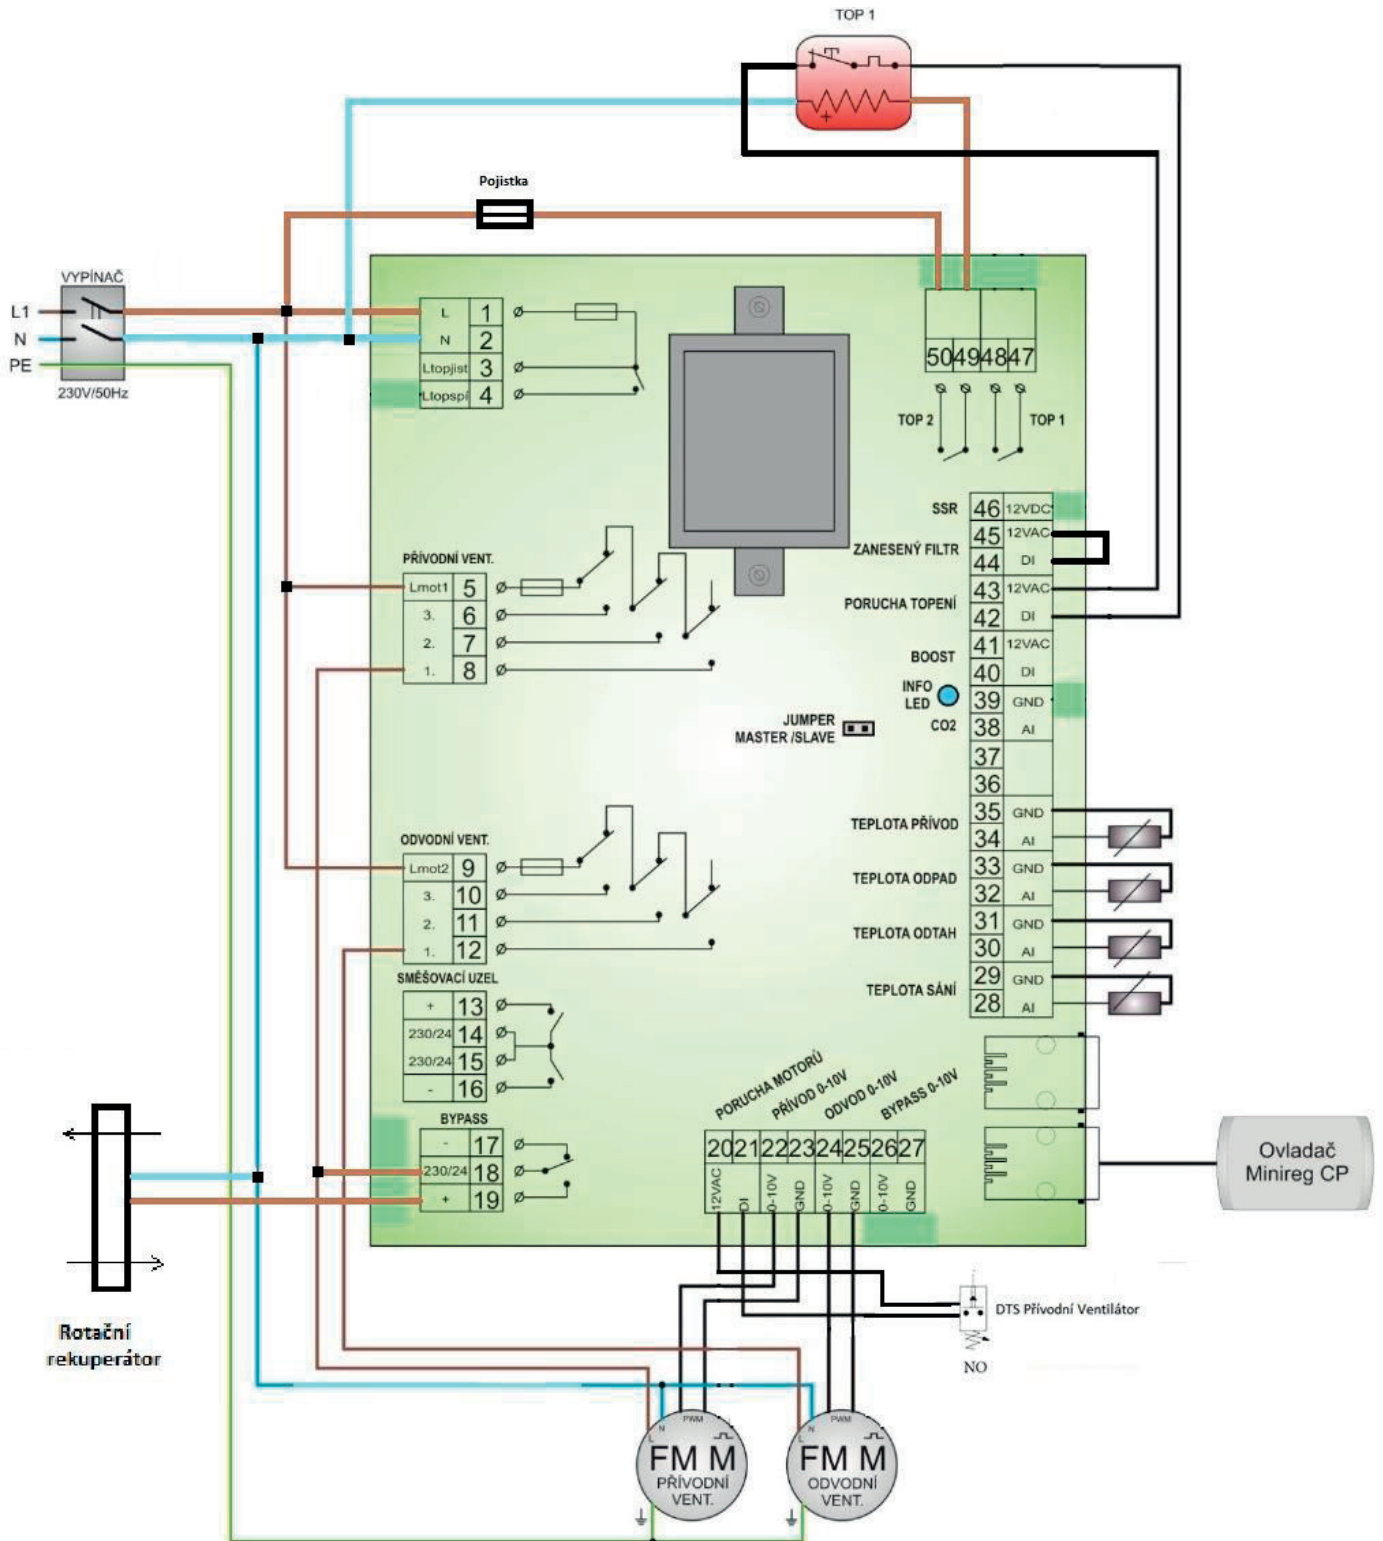 TOP 1
Pojistka
VYPÍNAČ
L1
N
PE
230V/50Hz
L 1
N 2
Ltopjist 3
Ltopspí 4
50 49 48 47
TOP 2
TOP 1
SSR 46 12VDC
45 12VAC
ZANESENÝ FILTR
44 DI
43 12VAC
PORUCHA TOPENÍ
42 DI
41 12VAC
BOOST
40 DI
INFO
LED
39 GND
CO2 38 AI
37
36
JUMPER
MASTER /SLAVE
35 GND
TEPLOTA PŘÍVOD
34 AI
33 GND
TEPLOTA ODPAD
32 AI
31 GND
TEPLOTA ODTAH
30 AI
29 GND
TEPLOTA SÁNÍ
28 AI
PŘÍVODNÍ VENT.
Lmot1 5
3. 6
2. 7
1. 8
ODVODNÍ VENT.
Lmot2 9
3. 10
2. 11
1. 12
SMĚŠOVACÍ UZEL
+ 13
230/24 14
230/24 15
- 16
BYPASS
- 17
230/24 18
+ 19
PORUCHA MOTORŮ
PŘÍVOD 0-10V
ODVOD 0-10V
BYPASS 0-10V
20 21 22 23 24 25 26 27
12VAC DI 0-10V GND 0-10V GND 0-10V GND
Ovladač
Minireg CP
DTS Přívodní Ventilátor
NO
Rotační
rekuperátor
L N PWM
FM M
PŘÍVODNÍ
VENT.
L N PWM
FM M
ODVODNÍ
VENT.